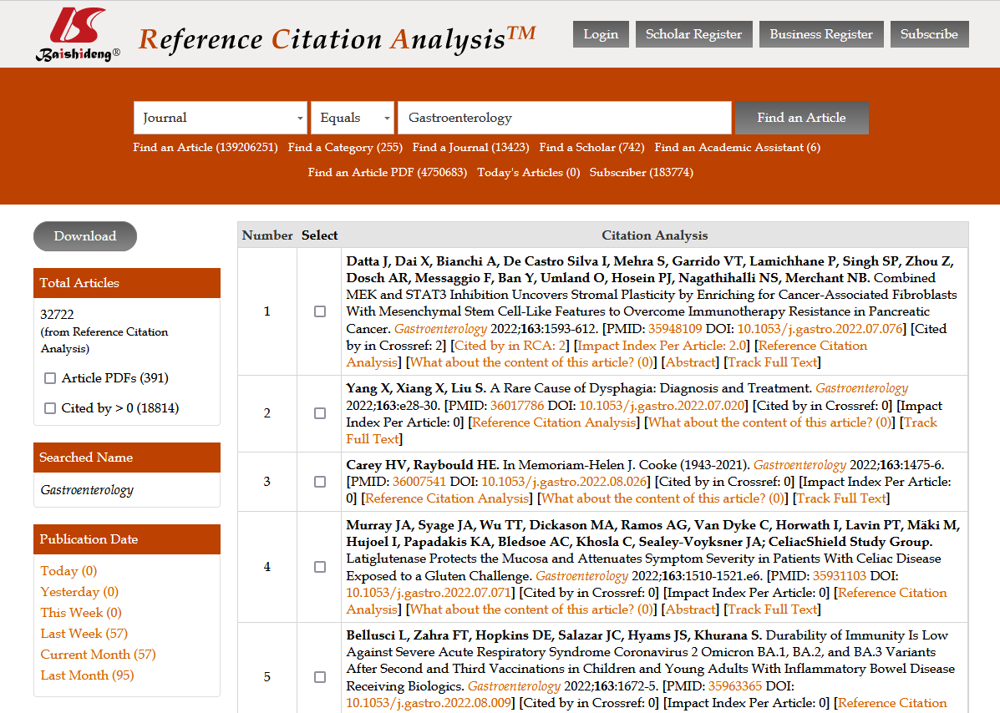 Baishideng®
Reference Citation Analysis™
Login
Scholar Register
Business Register
Subscribe
Journal
Equals
Gastroenterology
Find an Article
Find an Article (139206251) Find a Category (255) Find a Journal (13423) Find a Scholar (742) Find an Academic Assistant (6)
Find an Article PDF (4750683) Today's Articles (0) Subscriber (183774)
Download
Total Articles
32722
(from Reference Citation
Analysis)
Article PDFs (391)
Cited by > 0 (18814)
Searched Name
Gastroenterology
Publication Date
Today (0)
Yesterday (0)
This Week (0)
Last Week (57)
Current Month (57)
Last Month (95)
Number Select Citation Analysis
1
Datta J, Dai X, Bianchi A, De Castro Silva I, Mehra S, Garrido VT, Lamichhane P, Singh SP, Zhou Z,
Dosch AR, Messaggio F, Ban Y, Umland O, Hosein PJ, Nagathihalli NS, Merchant NB. Combined
MEK and STAT3 Inhibition Uncovers Stromal Plasticity by Enriching for Cancer-Associated Fibroblasts
With Mesenchymal Stem Cell-Like Features to Overcome Immunotherapy Resistance in Pancreatic
Cancer. Gastroenterology 2022;163:1593-612. [PMID: 35948109 DOI: 10.1053/j.gastro.2022.07.076] [Cited
by in Crossref: 2] [Cited by in RCA: 2] [Impact Index Per Article: 2.0] [Reference Citation
Analysis] [What about the content of this article? (0)] [Abstract] [Track Full Text]
2
Yang X, Xiang X, Liu S. A Rare Cause of Dysphagia: Diagnosis and Treatment. Gastroenterology
2022;163:e28-30. [PMID: 36017786 DOI: 10.1053/j.gastro.2022.07.020] [Cited by in Crossref: 0] [Impact
Index Per Article: 0] [Reference Citation Analysis] [What about the content of this article? (0)] [Track
Full Text]
3
Carey HV, Raybould HE. In Memoriam-Helen J. Cooke (1943-2021). Gastroenterology 2022;163:1475-6.
[PMID: 36007541 DOI: 10.1053/j.gastro.2022.08.026] [Cited by in Crossref: 0] [Impact Index Per Article:
0] [Reference Citation Analysis] [What about the content of this article? (0)] [Track Full Text]
4
Murray JA, Syage JA, Wu TT, Dickason MA, Ramos AG, Van Dyke C, Horwath I, Lavin PT, Mäki M,
Hujoel I, Papadakis KA, Bledsoe AC, Khosla C, Sealey-Voyksner JA; CeliacShield Study Group.
Latiglutenase Protects the Mucosa and Attenuates Symptom Severity in Patients With Celiac Disease
Exposed to a Gluten Challenge. Gastroenterology 2022;163:1510-1521.e6. [PMID: 35931103 DOI:
10.1053/j.gastro.2022.07.071] [Cited by in Crossref: 0] [Impact Index Per Article: 0] [Reference Citation
Analysis] [What about the content of this article? (0)] [Abstract] [Track Full Text]
5
Bellusci L, Zahra FT, Hopkins DE, Salazar JC, Hyams JS, Khurana S. Durability of Immunity Is Low
Against Severe Acute Respiratory Syndrome Coronavirus 2 Omicron BA.1, BA.2, and BA.3 Variants
After Second and Third Vaccinations in Children and Young Adults With Inflammatory Bowel Disease
Receiving Biologics. Gastroenterology 2022;163:1672-5. [PMID: 35963365 DOI:
10.1053/j.gastro.2022.08.009] [Cited by in Crossref: 0] [Impact Index Per Article: 0] [Reference Citation